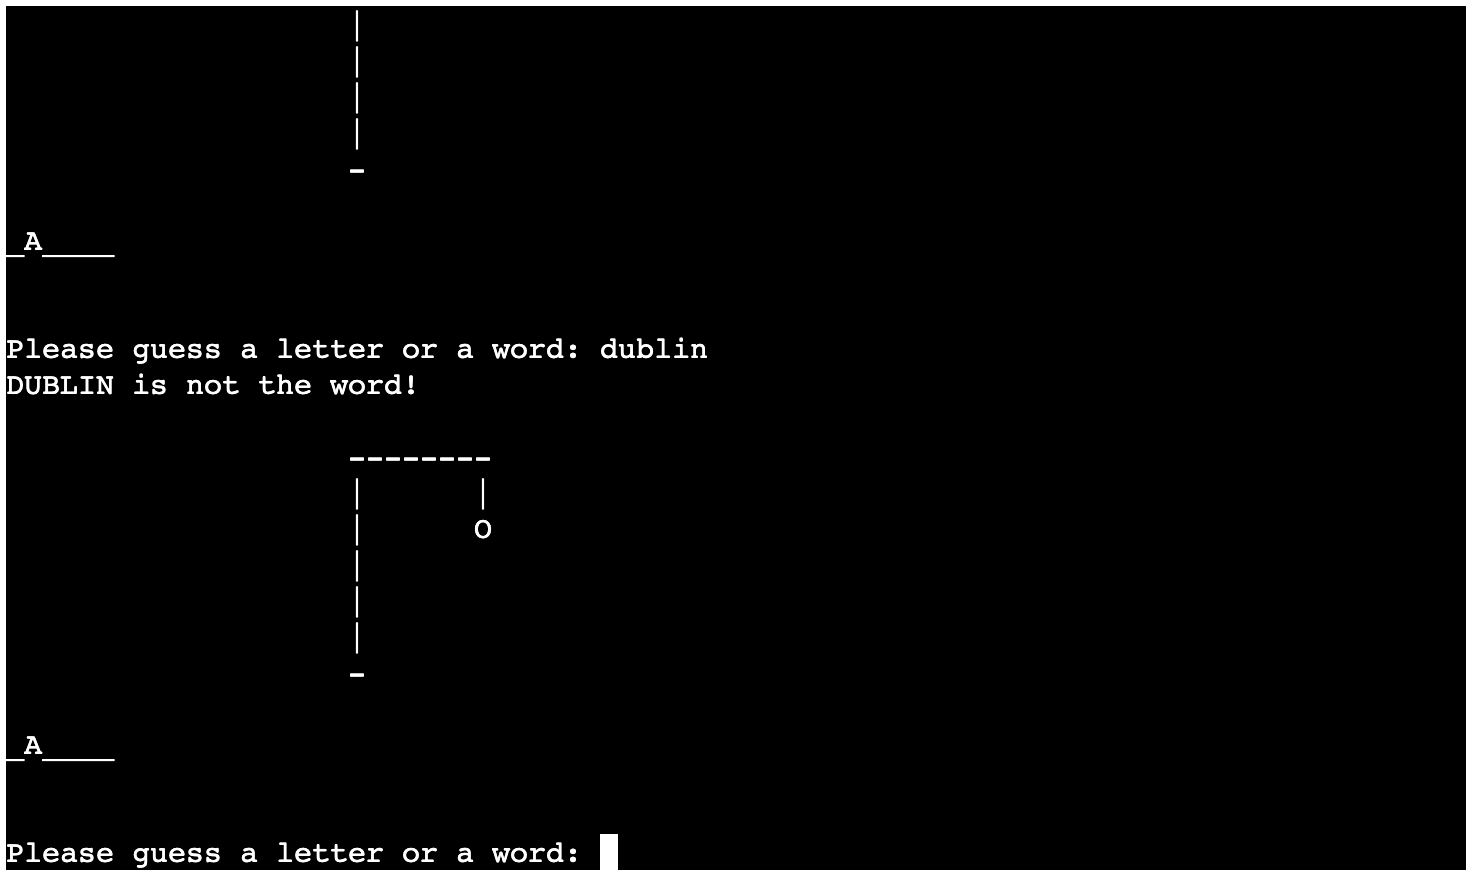 _A____
Please guess a letter or a word: dublin
DUBLIN is not the word!
--------
|      |
|      O
|
|
|
-
_A____
Please guess a letter or a word: